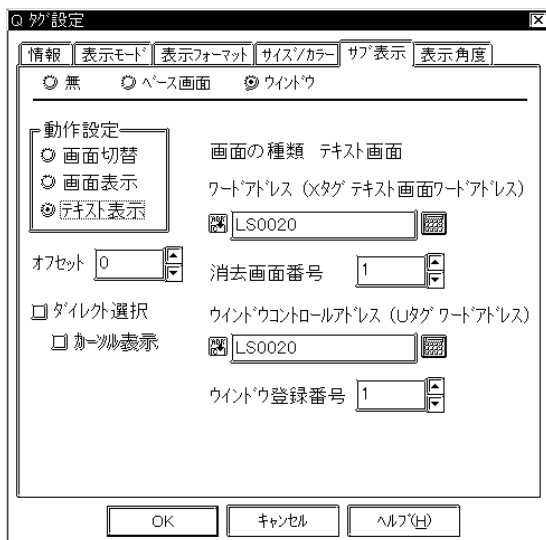 Q ﾀｸﾞ設定
情報 表示ﾓｰﾄﾞ 表示ﾌｫｰﾏｯﾄ ｻｲｽﾞ/ｶﾗｰ ｻﾌﾞ表示 表示角度
無 ﾍﾞｰｽ画面 ｳｲﾝﾄﾞｳ
動作設定
画面切替
画面表示
ﾃｷｽﾄ表示
画面の種類 ﾃｷｽﾄ画面
ﾜｰﾄﾞｱﾄﾞﾚｽ (Xﾀｸﾞ ﾃｷｽﾄ画面ﾜｰﾄﾞｱﾄﾞﾚｽ)
LS0020
ｵﾌｾｯﾄ 0
消去画面番号 1
ﾀﾞｲﾚｸﾄ選択
ｶｰｿﾙ表示
ｳｲﾝﾄﾞｳｺﾝﾄﾛｰﾙｱﾄﾞﾚｽ (Uﾀｸﾞ ﾜｰﾄﾞｱﾄﾞﾚｽ)
LS0020
ｳｲﾝﾄﾞｳ登録番号 1
OK ｷｬﾝｾﾙ ﾍﾙﾌﾟ(H)